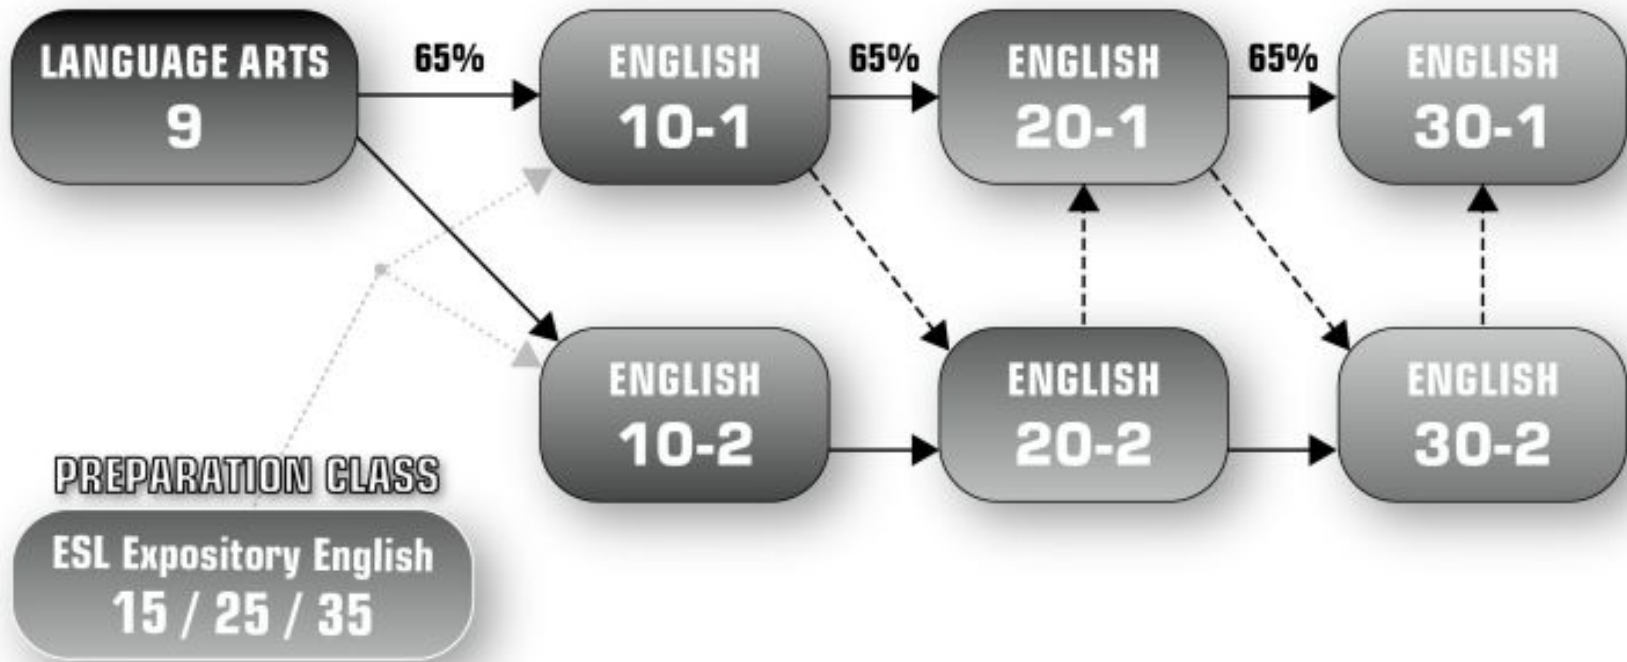 LANGUAGE ARTS
9
65%
ENGLISH
10-1
65%
ENGLISH
20-1
65%
ENGLISH
30-1
ENGLISH
10-2
ENGLISH
20-2
ENGLISH
30-2
PREPARATION CLASS
ESL Expository English
15 / 25 / 35